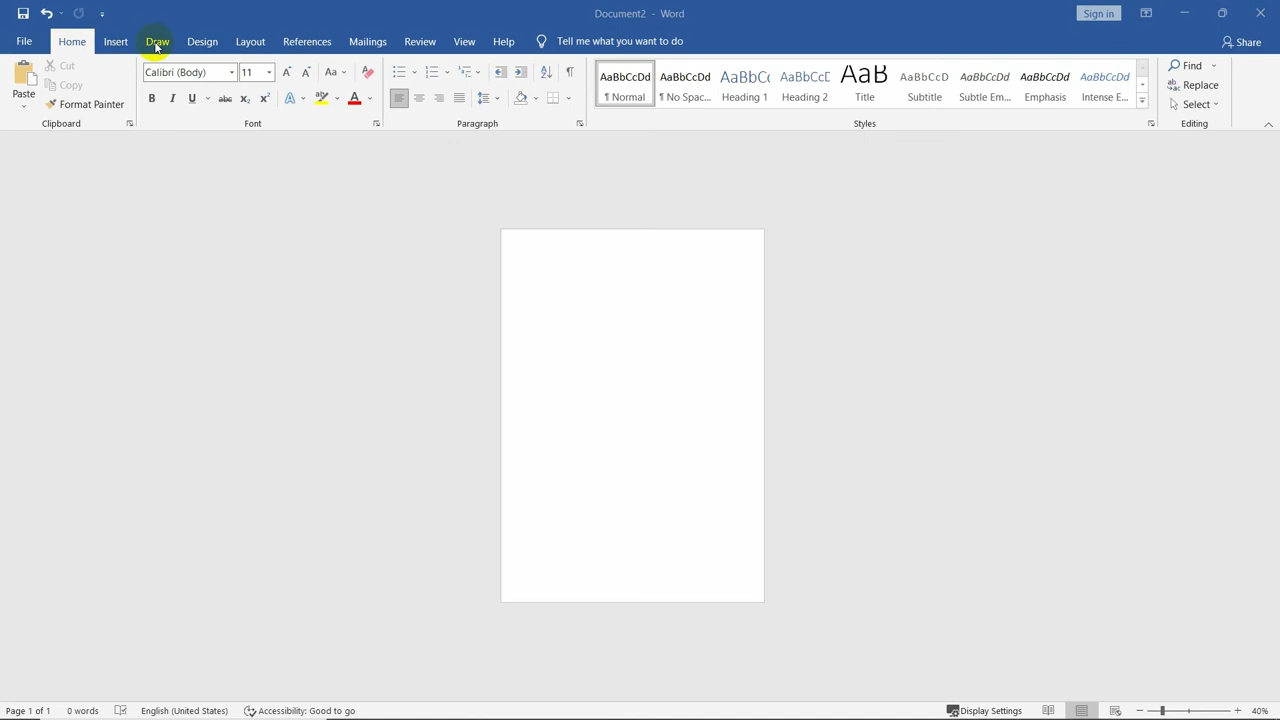 Document2 - Word
Sign in
File Home Insert Draw Design Layout References Mailings Review View Help Tell me what you want to do Share
Paste
Cut
Copy
Format Painter
Clipboard
Calibri (Body) 11
Font
Paragraph
AaBbCcDd AaBbCcDd AaBbCc AaBbCcE AaB AaBbCcD AaBbCcDd AaBbCcDd AaBbCcDd
¶ Normal ¶ No Spac... Heading 1 Heading 2 Title Subtitle Subtle Em... Emphasis Intense E...
Styles
Find
Replace
Select
Editing
Page 1 of 1 0 words English (United States) Accessibility: Good to go Display Settings 40%